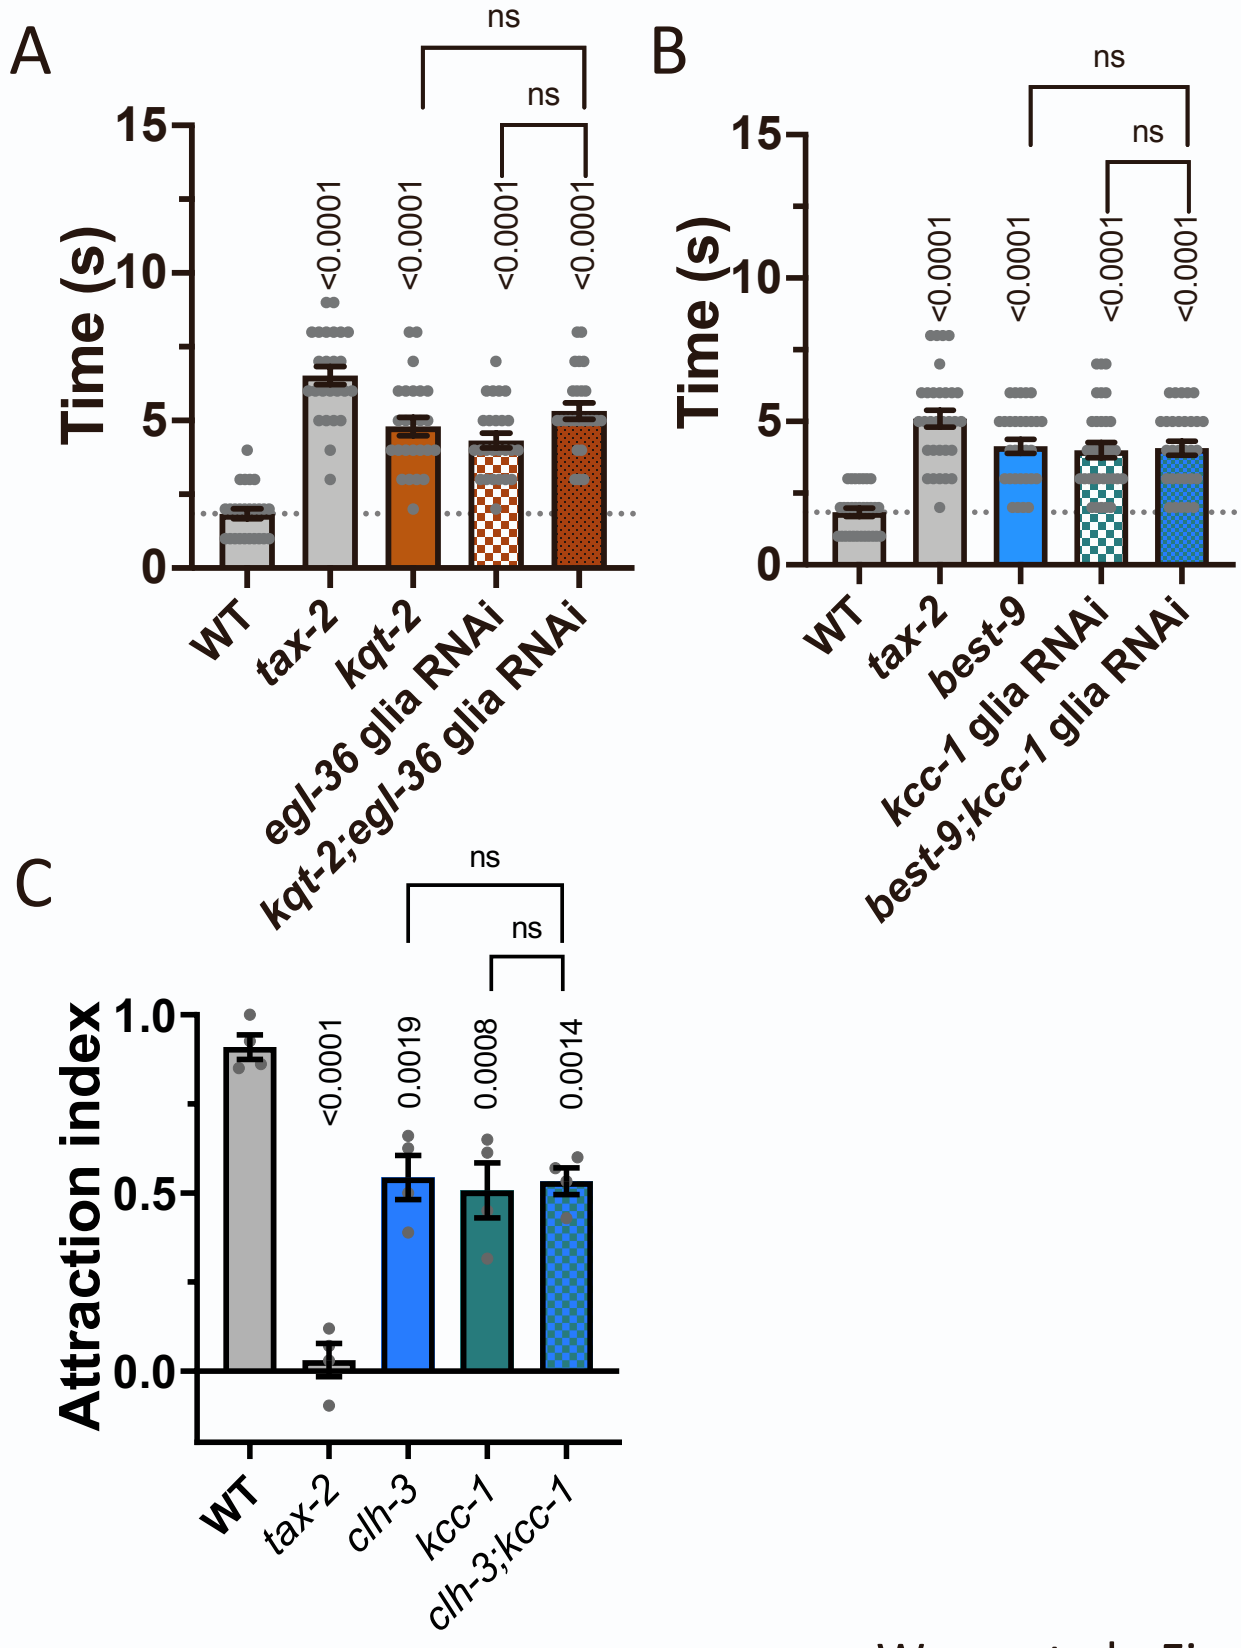 A
ns
ns
15
10
5
0
Time (s)
<0.0001
<0.0001
<0.0001
<0.0001
WT
tax-2
kqt-2
egl-36 glia RNAi
kqt-2;egl-36 glia RNAi
B
ns
ns
15
10
5
0
Time (s)
<0.0001
<0.0001
<0.0001
<0.0001
WT
tax-2
best-9
kcc-1 glia RNAi
best-9;kcc-1 glia RNAi
C
ns
ns
1.0
0.5
0.0
Attraction index
<0.0001
0.0019
0.0008
0.0014
WT
tax-2
clh-3
kcc-1
clh-3;kcc-1